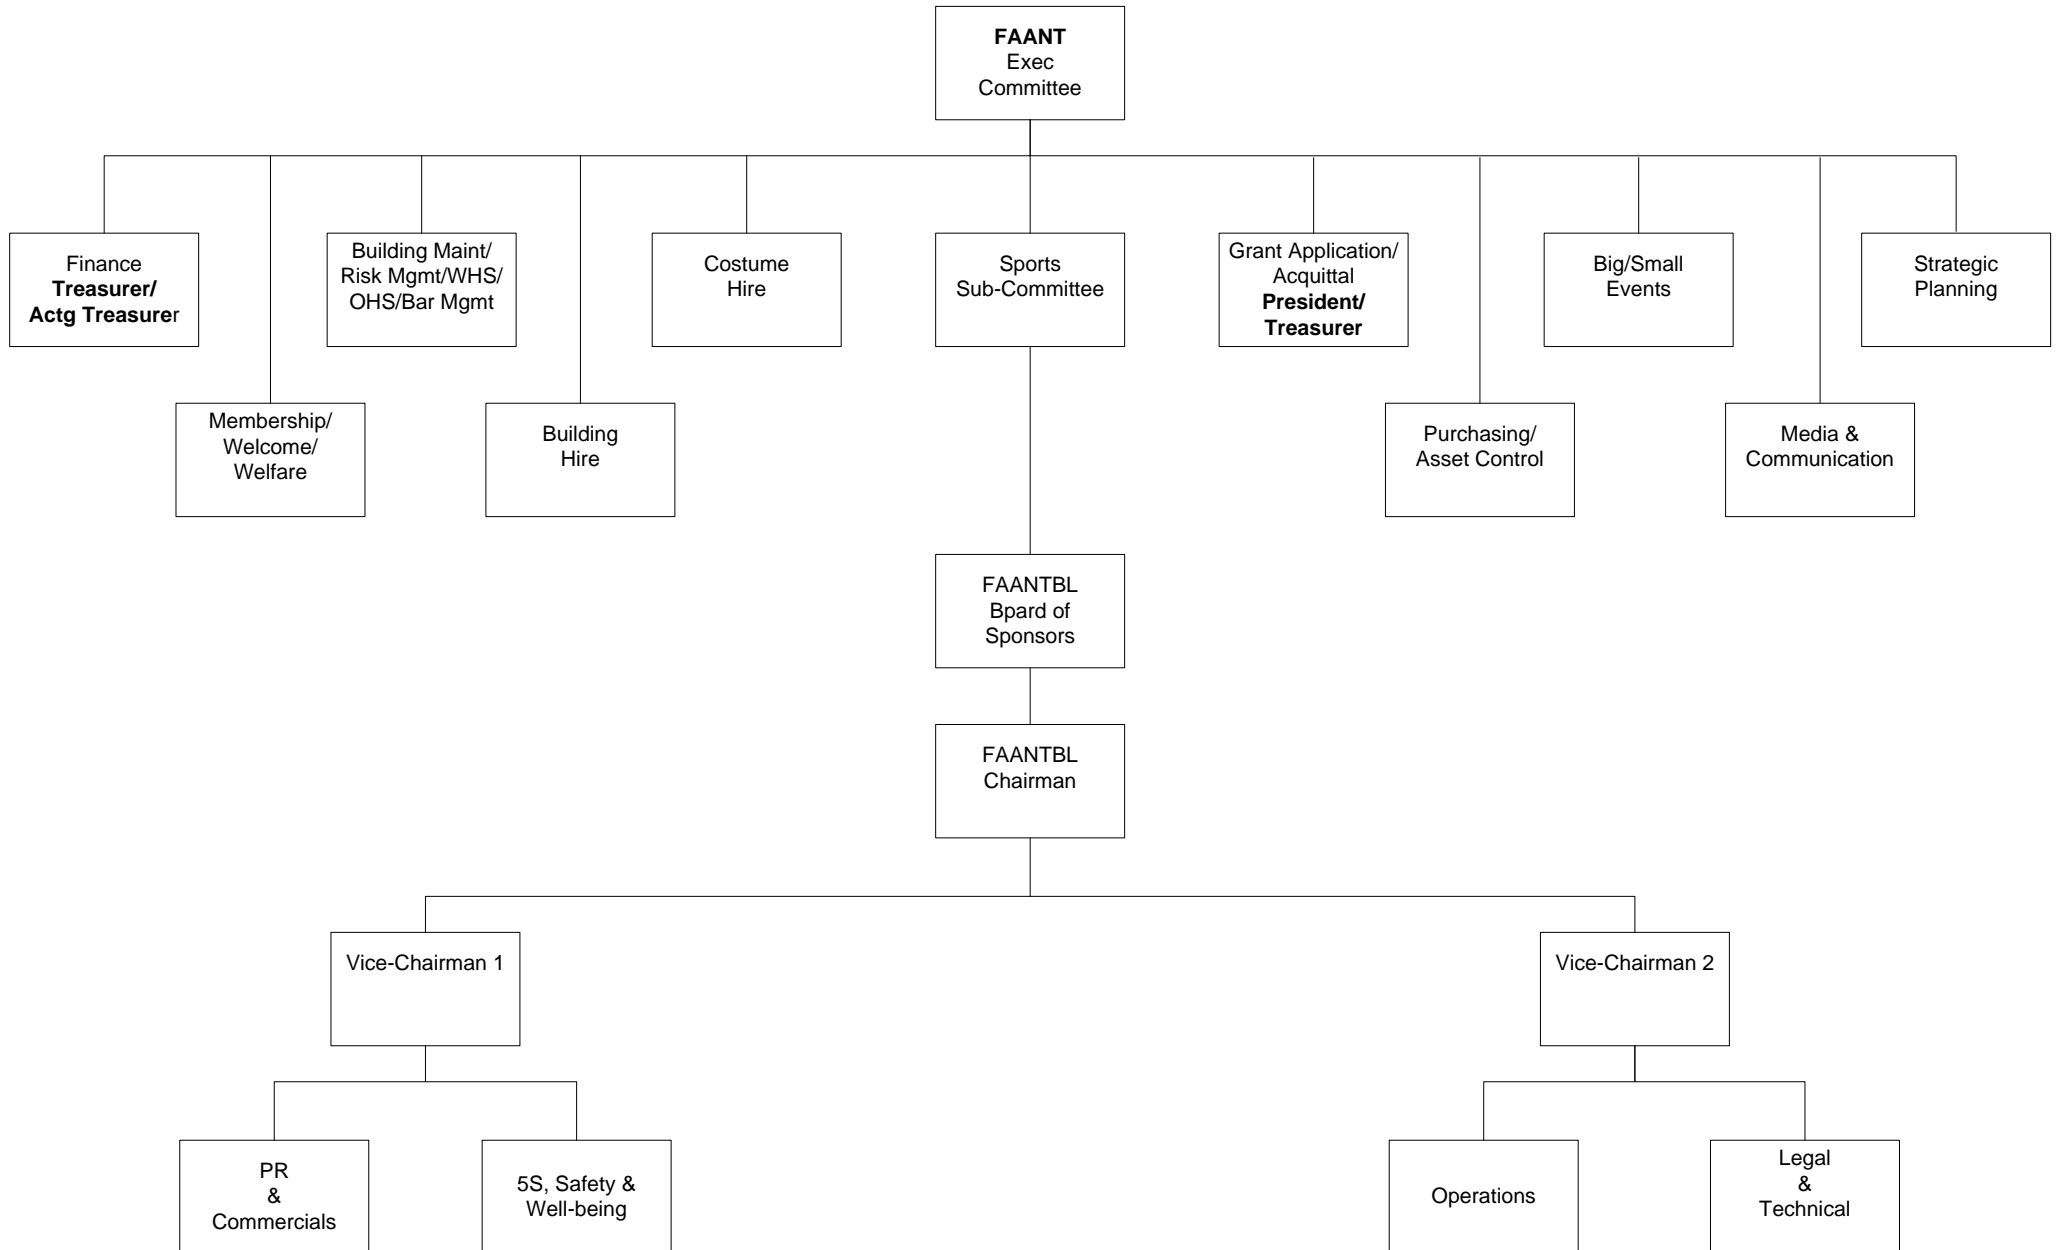 FAANT
Exec
Committee
Finance
Treasurer/
Actg Treasurer
Building Maint/
Risk Mgmt/WHS/
OHS/Bar Mgmt
Costume
Hire
Sports
Sub-Committee
Grant Application/
Acquittal
President/
Treasurer
Big/Small
Events
Strategic
Planning
Membership/
Welcome/
Welfare
Building
Hire
Purchasing/
Asset Control
Media &
Communication
FAANTBL
Bpard of
Sponsors
FAANTBL
Chairman
Vice-Chairman 1
Vice-Chairman 2
PR
&
Commercials
5S, Safety &
Well-being
Operations
Legal
&
Technical